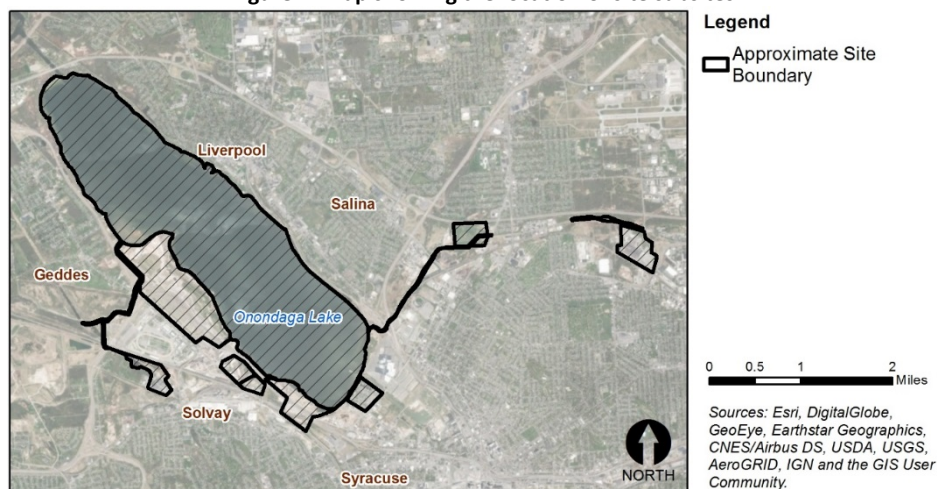 Legend
Approximate Site
Boundary
Liverpool
Salina
Geddes
Onondaga Lake
Solvay
Syracuse
NORTH
0 0.5 1 2
Miles
Sources: Esri, DigitalGlobe,
GeoEye, Earthstar Geographics,
CNES/Airbus DS, USDA, USGS,
AeroGRID, IGN and the GIS User
Community.